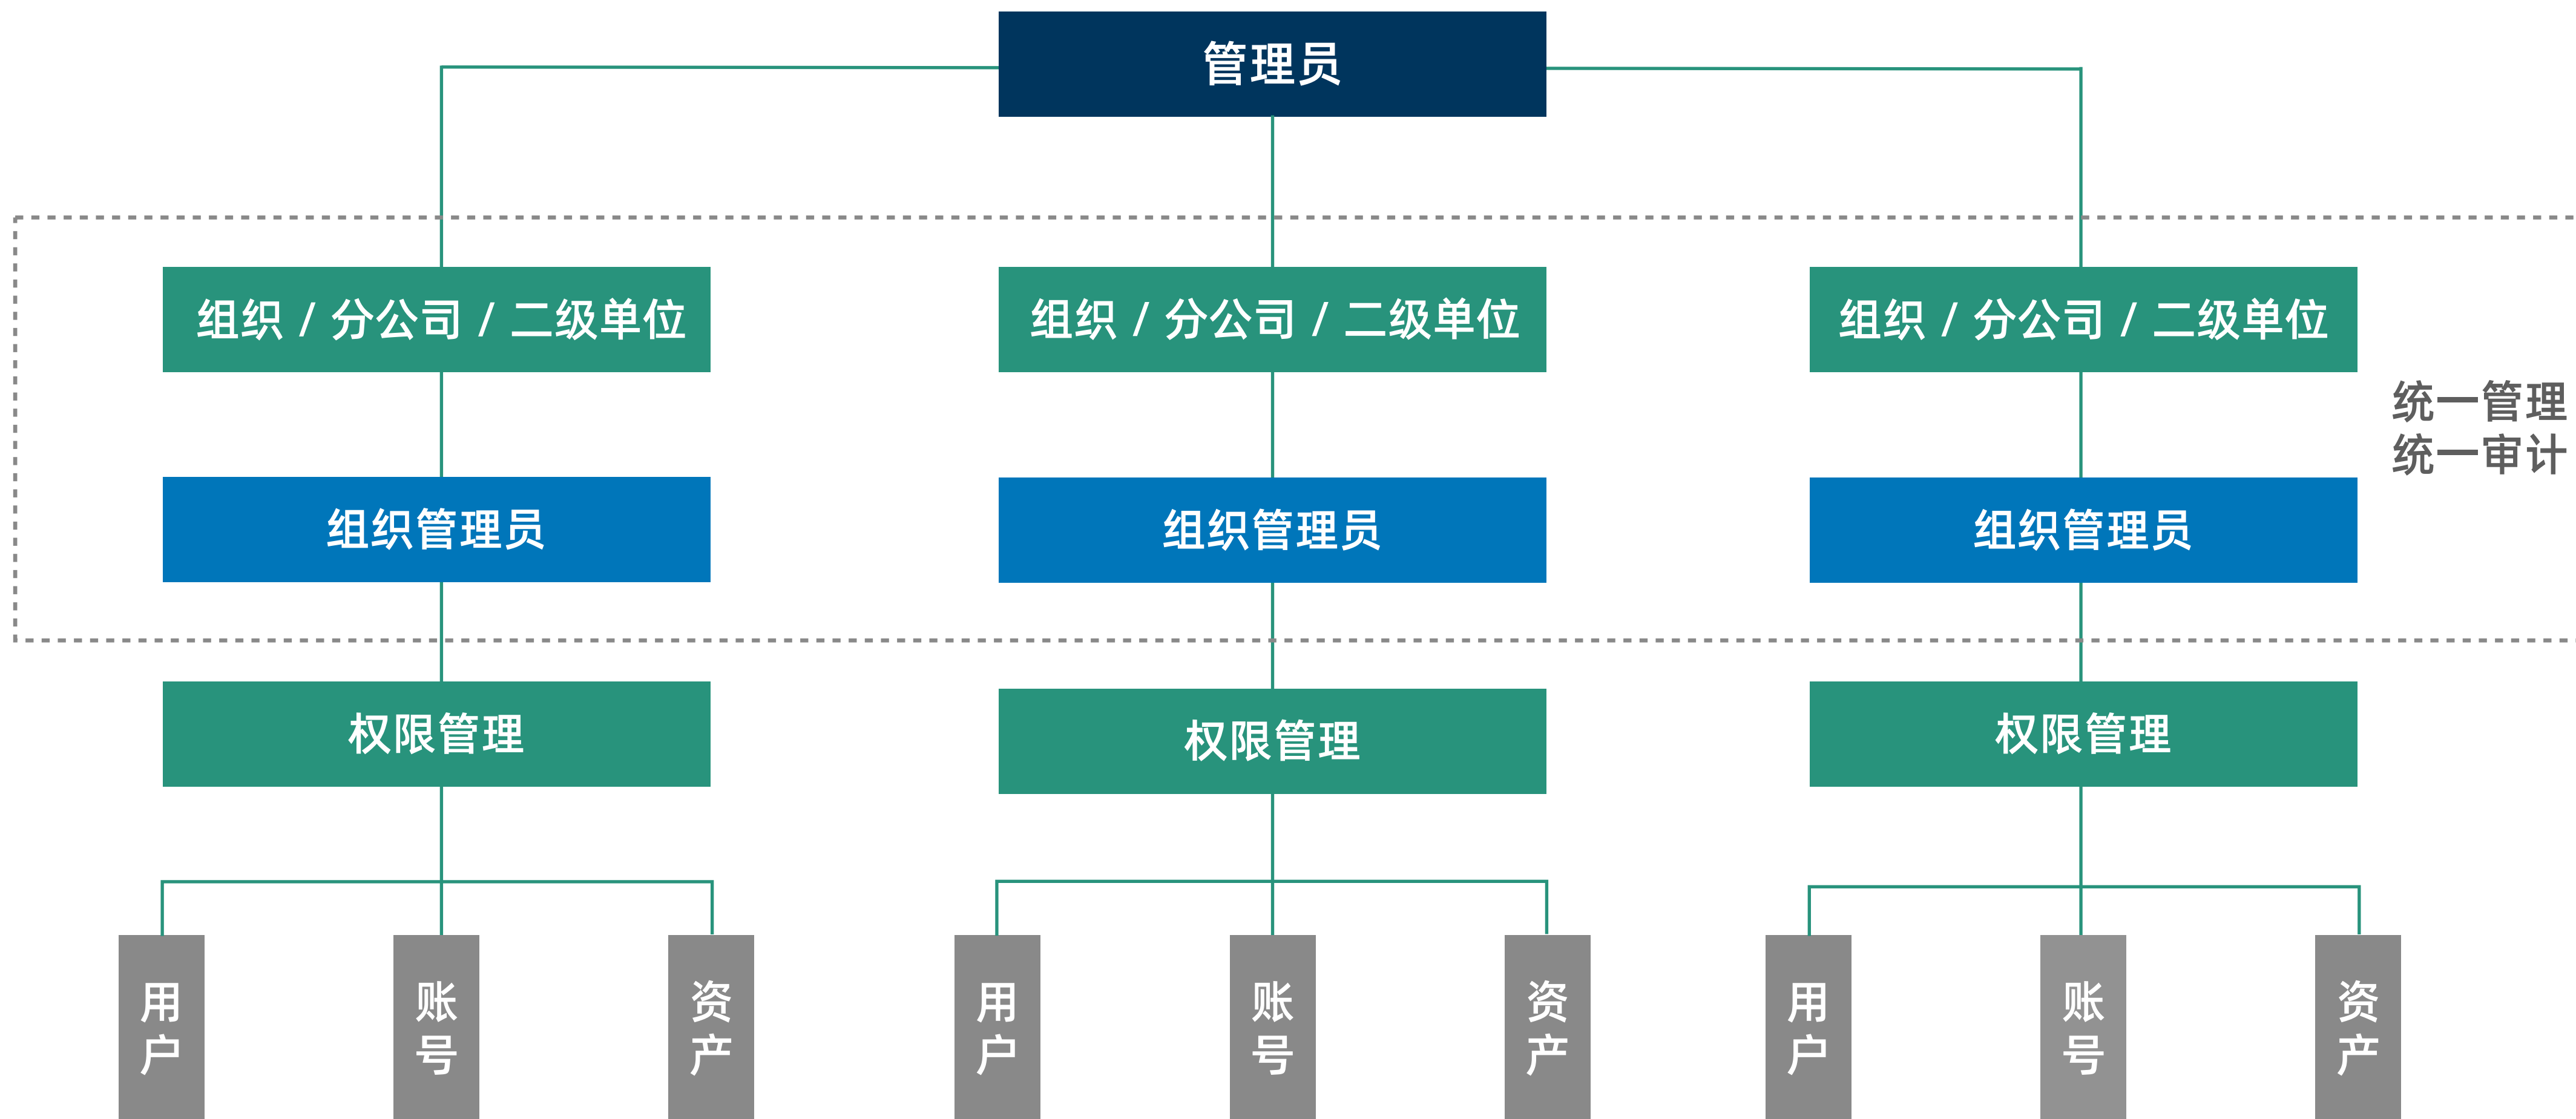 管理员
组织 / 分公司 / 二级单位
组织 / 分公司 / 二级单位
组织 / 分公司 / 二级单位
统一管理
统一审计
组织管理员
组织管理员
组织管理员
权限管理
权限管理
权限管理
用户
账号
资产
用户
账号
资产
用户
账号
资产